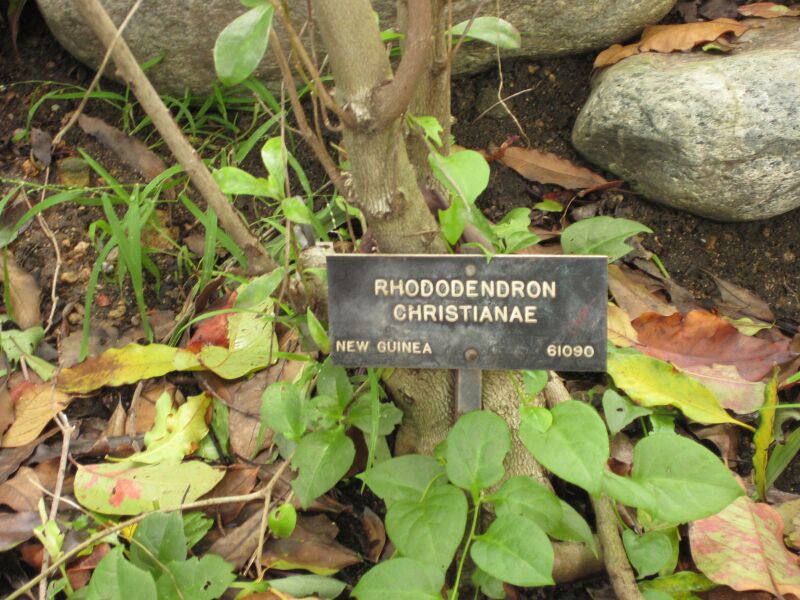 RHODODENDRON
CHRISTIANAE
NEW GUINEA 61090